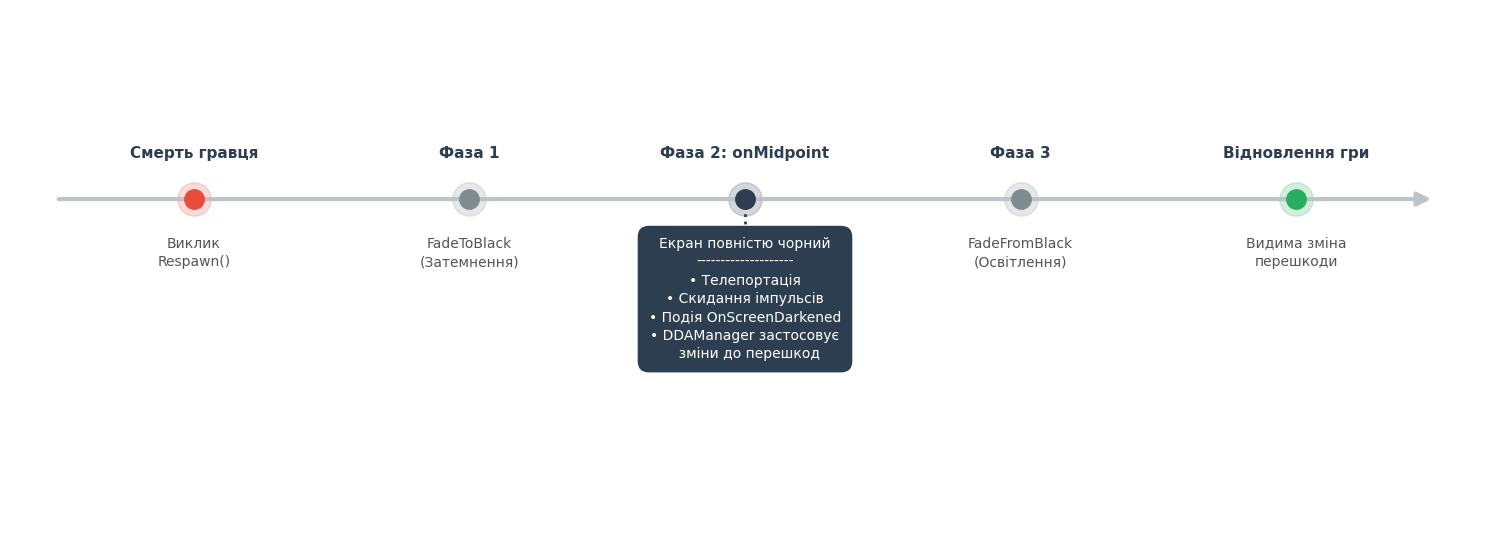 Смерть гравця
Фаза 1
Фаза 2: onMidpoint
Фаза 3
Відновлення гри
Виклик
Respawn()
FadeToBlack
(Затемнення)
Екран повністю чорний
--------------------
• Телепортація
• Скидання імпульсів
• Подія OnScreenDarkened
• DDAManager застосовує
зміни до перешкод
FadeFromBlack
(Освітлення)
Видима зміна
перешкоди